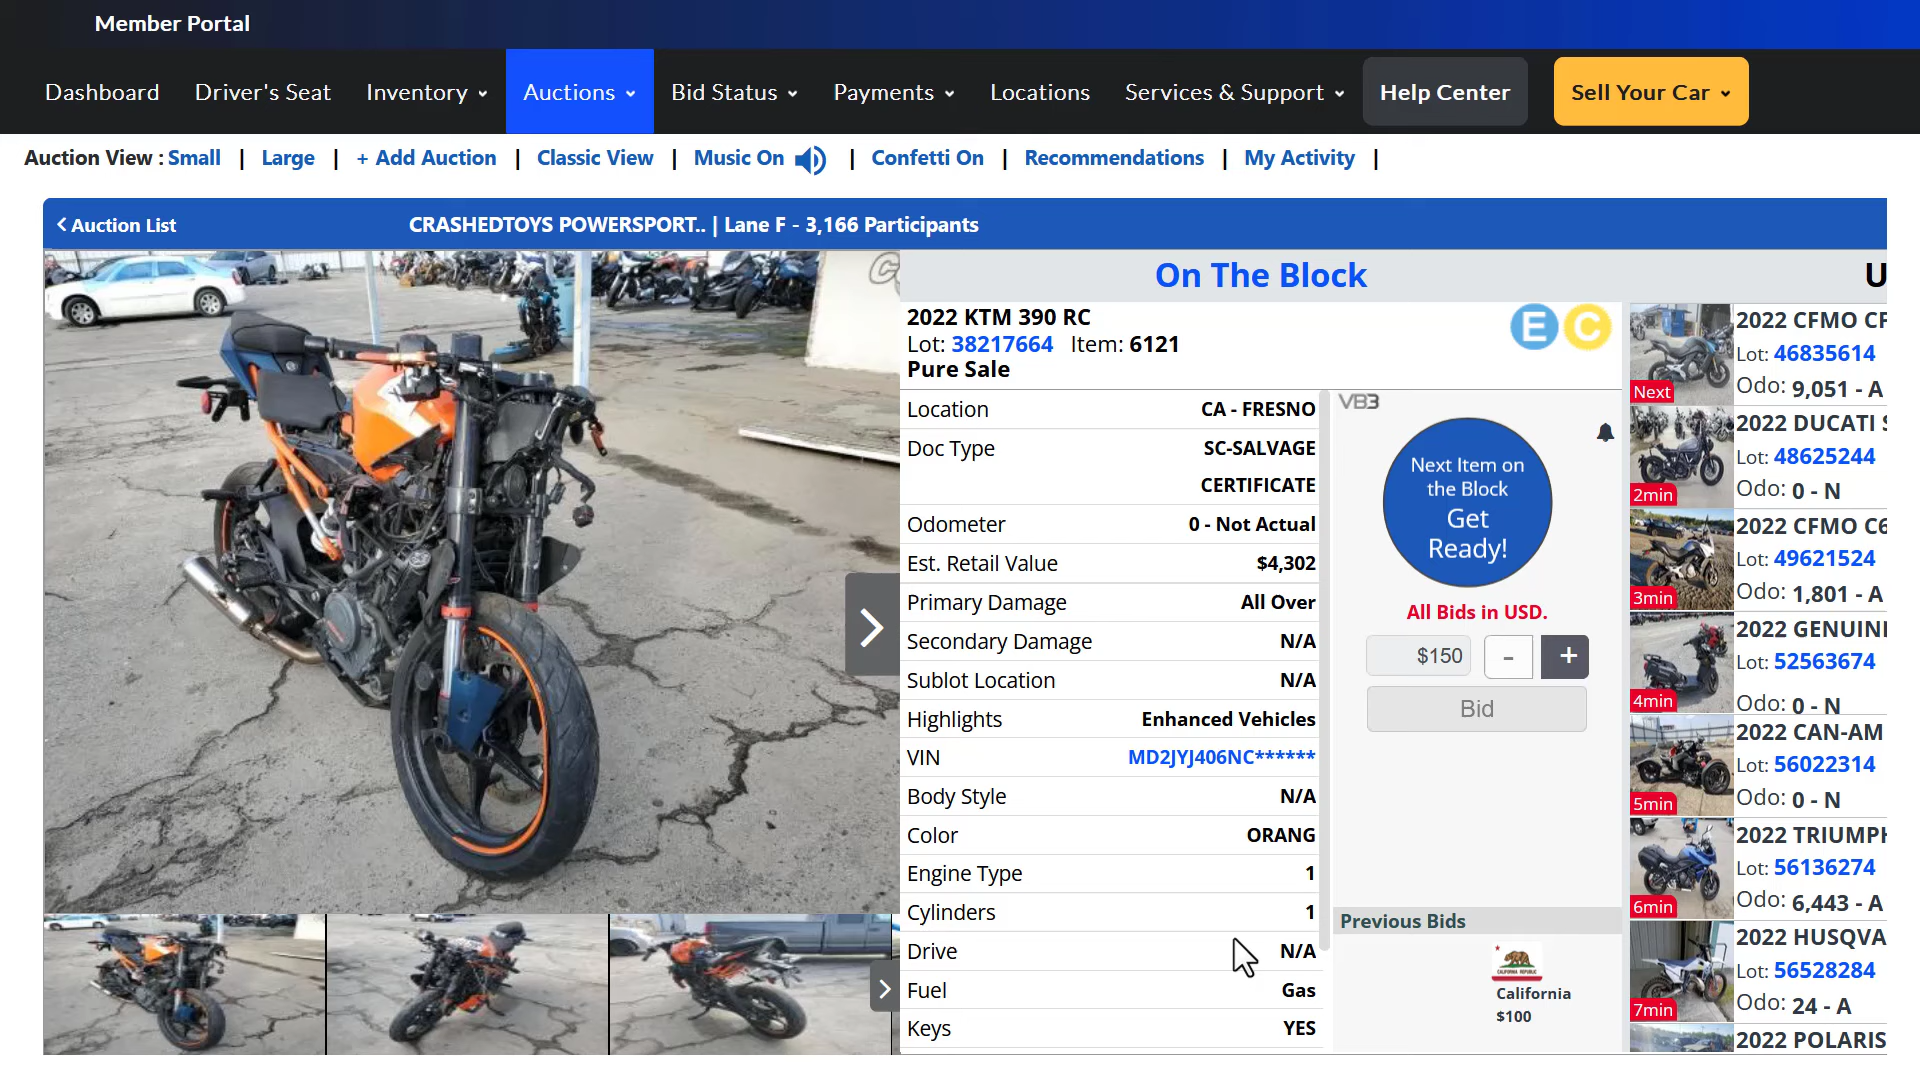 Member Portal
Dashboard Driver's Seat Inventory Auctions Bid Status Payments Locations Services & Support Help Center Sell Your Car
Auction View : Small | Large | + Add Auction | Classic View | Music On | Confetti On | Recommendations | My Activity |
Auction List CRASHEDTOYS POWERSPORT.. | Lane F - 3,166 Participants
On The Block
2022 KTM 390 RC
Lot: 38217664 Item: 6121
Pure Sale
E C
Location CA - FRESNO
Doc Type SC-SALVAGE
CERTIFICATE
Odometer 0 - Not Actual
Est. Retail Value $4,302
Primary Damage All Over
Secondary Damage N/A
Sublot Location N/A
Highlights Enhanced Vehicles
VIN MD2JYJ406NC******
Body Style N/A
Color ORANG
Engine Type 1
Cylinders 1
Drive N/A
Fuel Gas
Keys YES
VB3
Next Item on
the Block
Get
Ready!
All Bids in USD.
$150 - +
Bid
Previous Bids
California
$100
U
2022 CFMO CF
Lot: 46835614
Odo: 9,051 - A
Next
2022 DUCATI S
Lot: 48625244
Odo: 0 - N
2min
2022 CFMO C6
Lot: 49621524
Odo: 1,801 - A
3min
2022 GENUIN
Lot: 52563674
Odo: 0 - N
4min
2022 CAN-AM
Lot: 56022314
Odo: 0 - N
5min
2022 TRIUMPH
Lot: 56136274
Odo: 6,443 - A
6min
2022 HUSQVA
Lot: 56528284
Odo: 24 - A
7min
2022 POLARIS